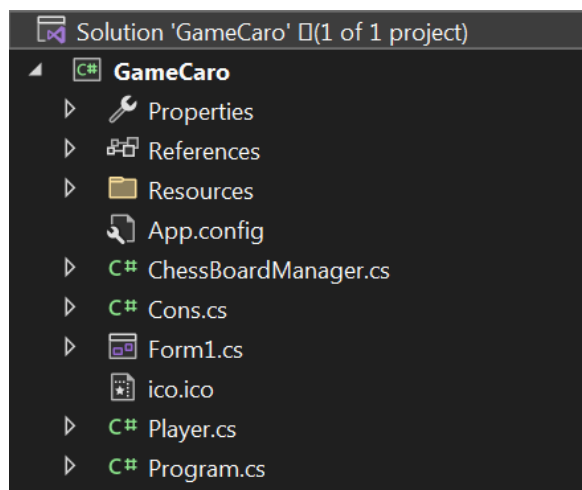 Solution 'GameCaro' (1 of 1 project)
C# GameCaro
Properties
References
Resources
App.config
C# ChessBoardManager.cs
C# Cons.cs
Form1.cs
ico.ico
C# Player.cs
C# Program.cs